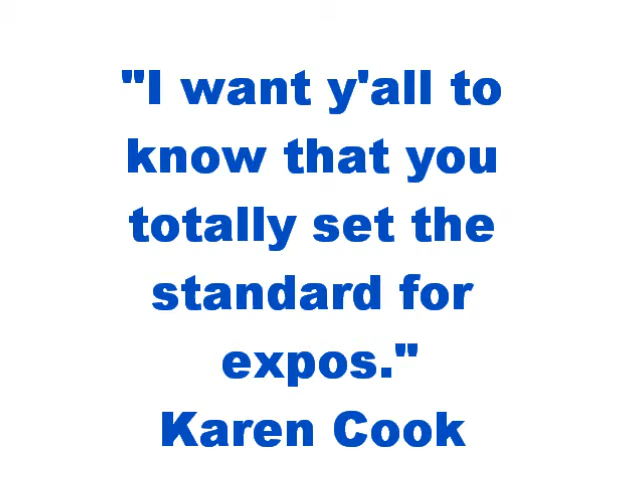 "I want y'all to
know that you
totally set the
standard for
expos."
Karen Cook